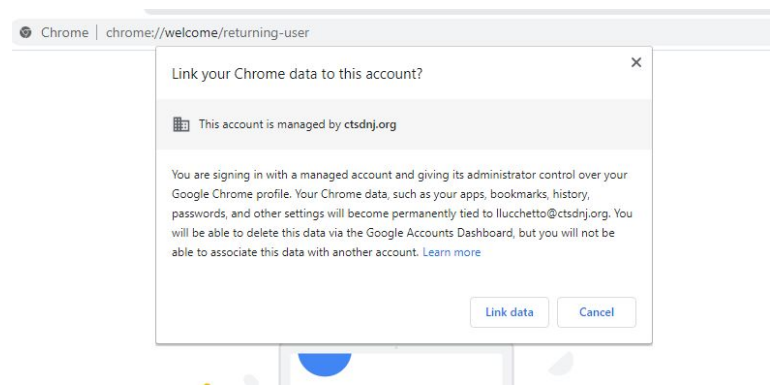 Chrome | chrome://welcome/returning-user
Link your Chrome data to this account?
This account is managed by ctsdnj.org
You are signing in with a managed account and giving its administrator control over your
Google Chrome profile. Your Chrome data, such as your apps, bookmarks, history,
passwords, and other settings will become permanently tied to llucchetto@ctsdnj.org. You
will be able to delete this data via the Google Accounts Dashboard, but you will not be
able to associate this data with another account. Learn more
Link data Cancel